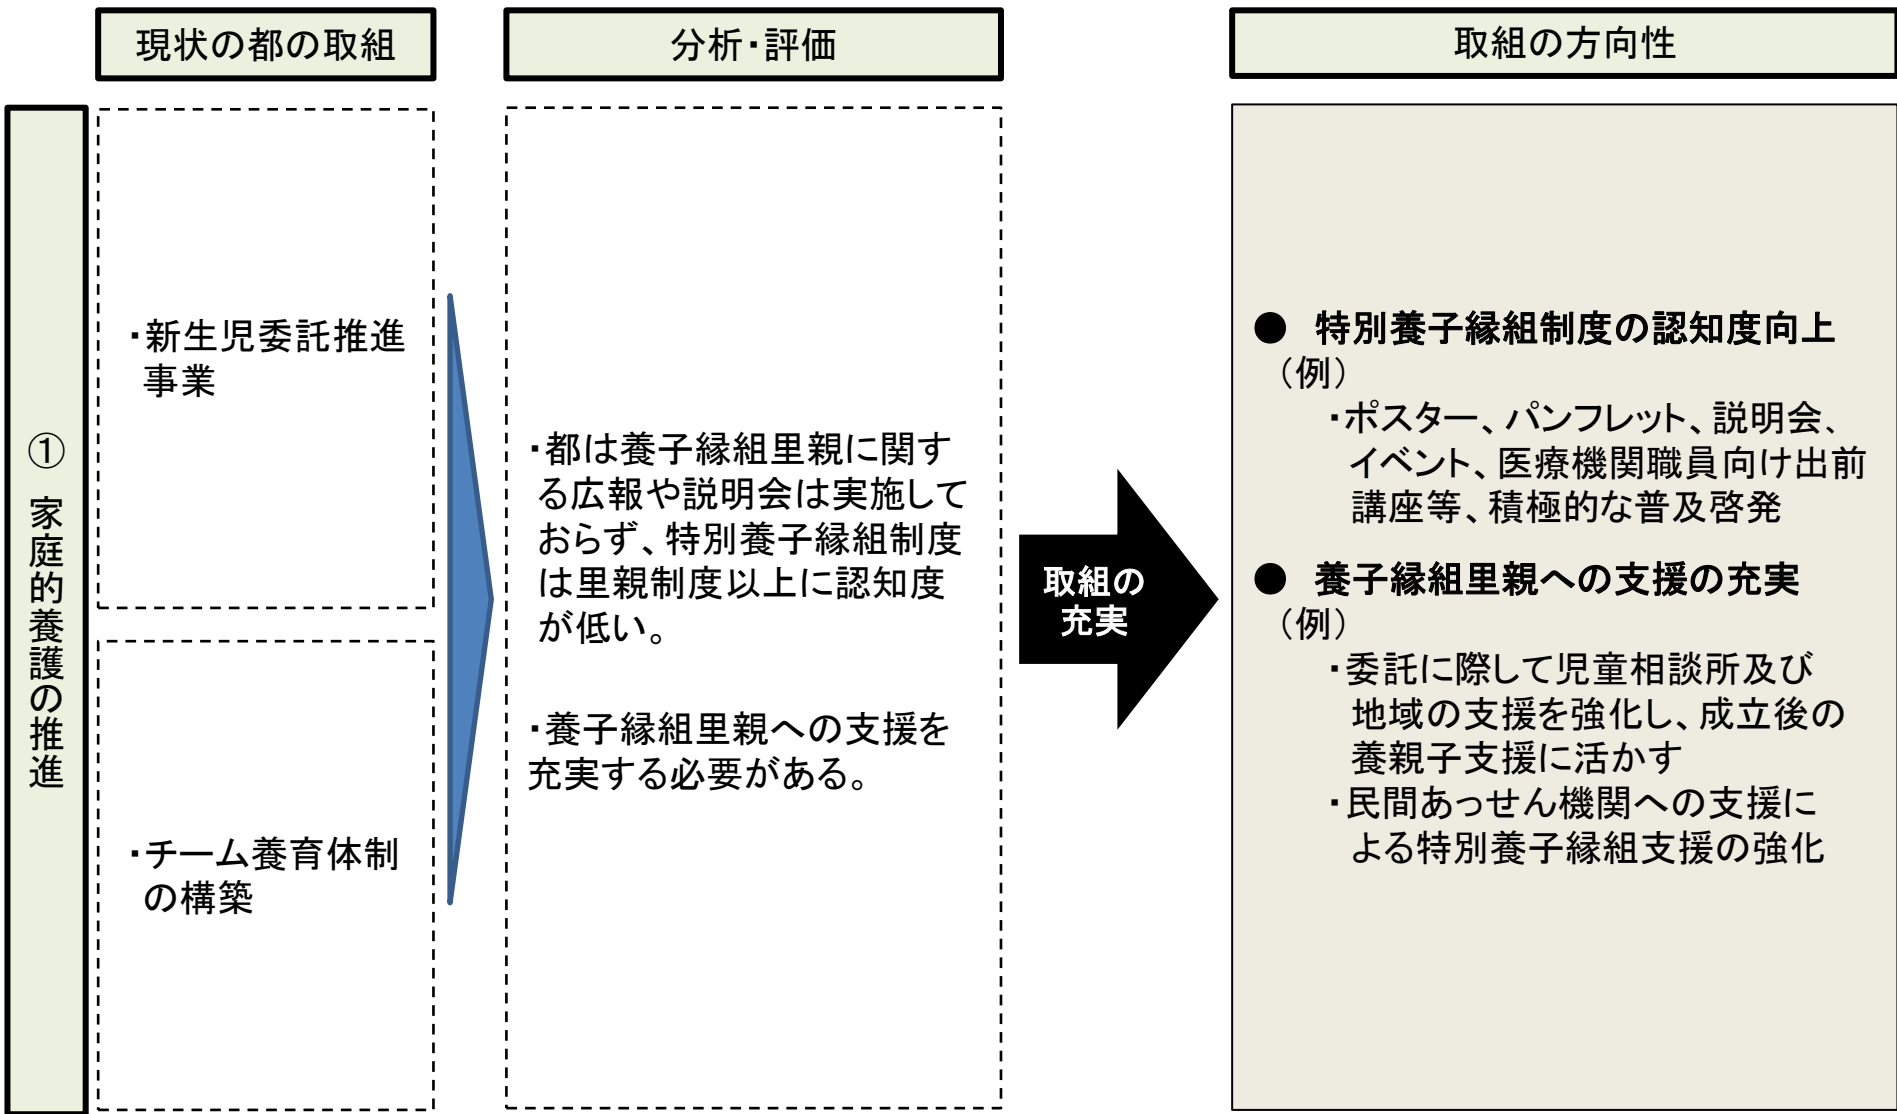 現状の都の取組
分析・評価
取組の方向性
① 家庭的養護の推進
・新生児委託推進
事業
・チーム養育体制
の構築
・都は養子縁組里親に関す
る広報や説明会は実施して
おらず、特別養子縁組制度
は里親制度以上に認知度
が低い。
・養子縁組里親への支援を
充実する必要がある。
取組の
充実
● 特別養子縁組制度の認知度向上
（例）
・ポスター、パンフレット、説明会、
イベント、医療機関職員向け出前
講座等、積極的な普及啓発
● 養子縁組里親への支援の充実
（例）
・委託に際して児童相談所及び
地域の支援を強化し、成立後の
養親子支援に活かす
・民間あっせん機関への支援に
よる特別養子縁組支援の強化